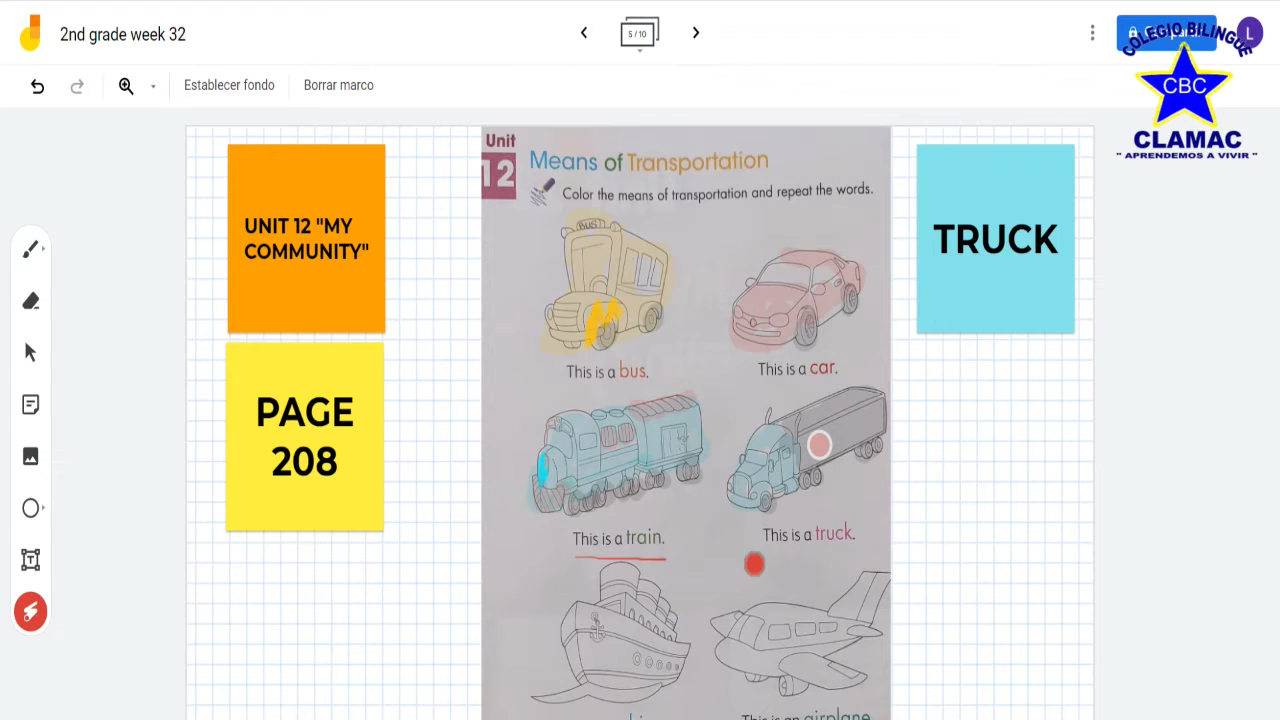 2nd grade week 32
5 / 10
Establecer fondo
Borrar marco
L
COLEGIO BILINGUE
CBC
CLAMAC
" APRENDEMOS A VIVIR "
UNIT 12 "MY
COMMUNITY"
PAGE
208
Unit
12
Means of Transportation
Color the means of transportation and repeat the words.
BUS
This is a bus.
This is a car.
This is a train.
This is a truck.
This is an airplane
TRUCK